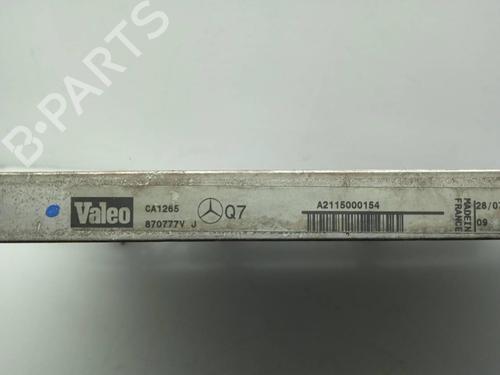 B-PARTS
Valeo
CA1265
870777V J
Q7
A2115000154
MADE IN
FRANCE
28/07
09